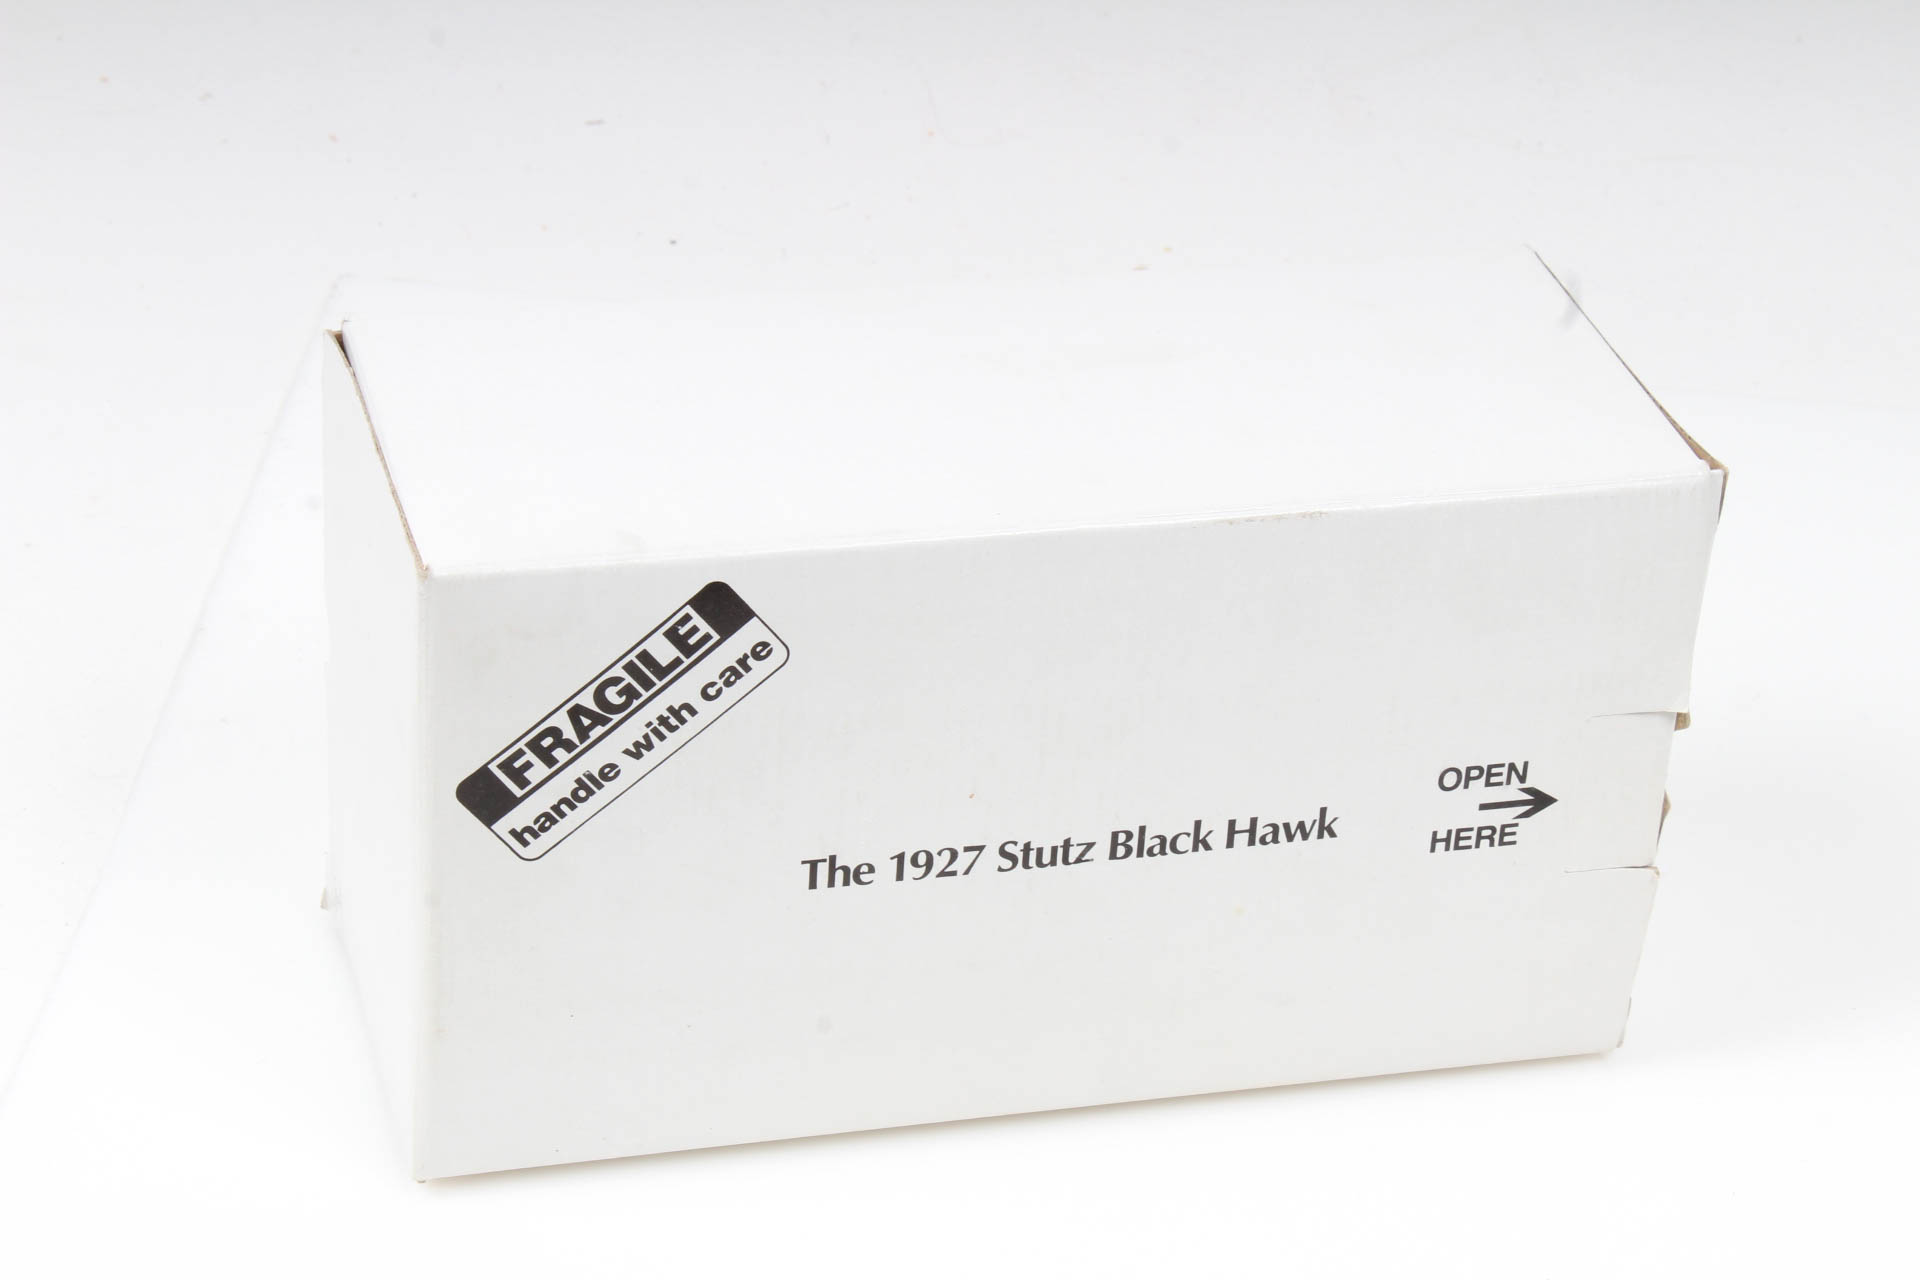 FRAGILE
handle with care
The 1927 Stutz Black Hawk
OPEN
HERE